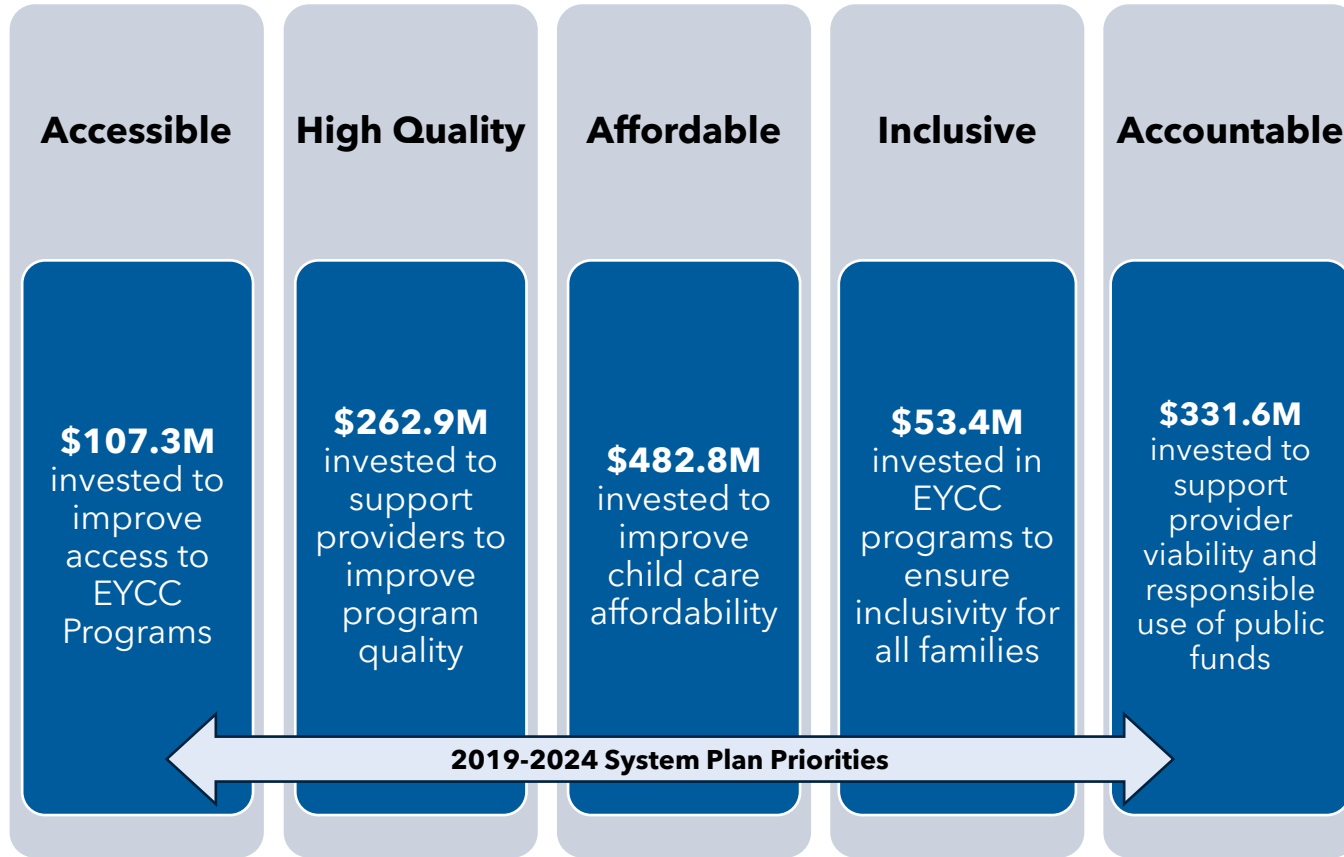 Accessible
$107.3M
invested to
improve
access to
EYCC
Programs
High Quality
$262.9M
invested to
support
providers to
improve
program
quality
Affordable
$482.8M
invested to
improve
child care
affordability
Inclusive
$53.4M
invested in
EYCC
programs to
ensure
inclusivity for
all families
Accountable
$331.6M
invested to
support
provider
viability and
responsible
use of public
funds
2019-2024 System Plan Priorities